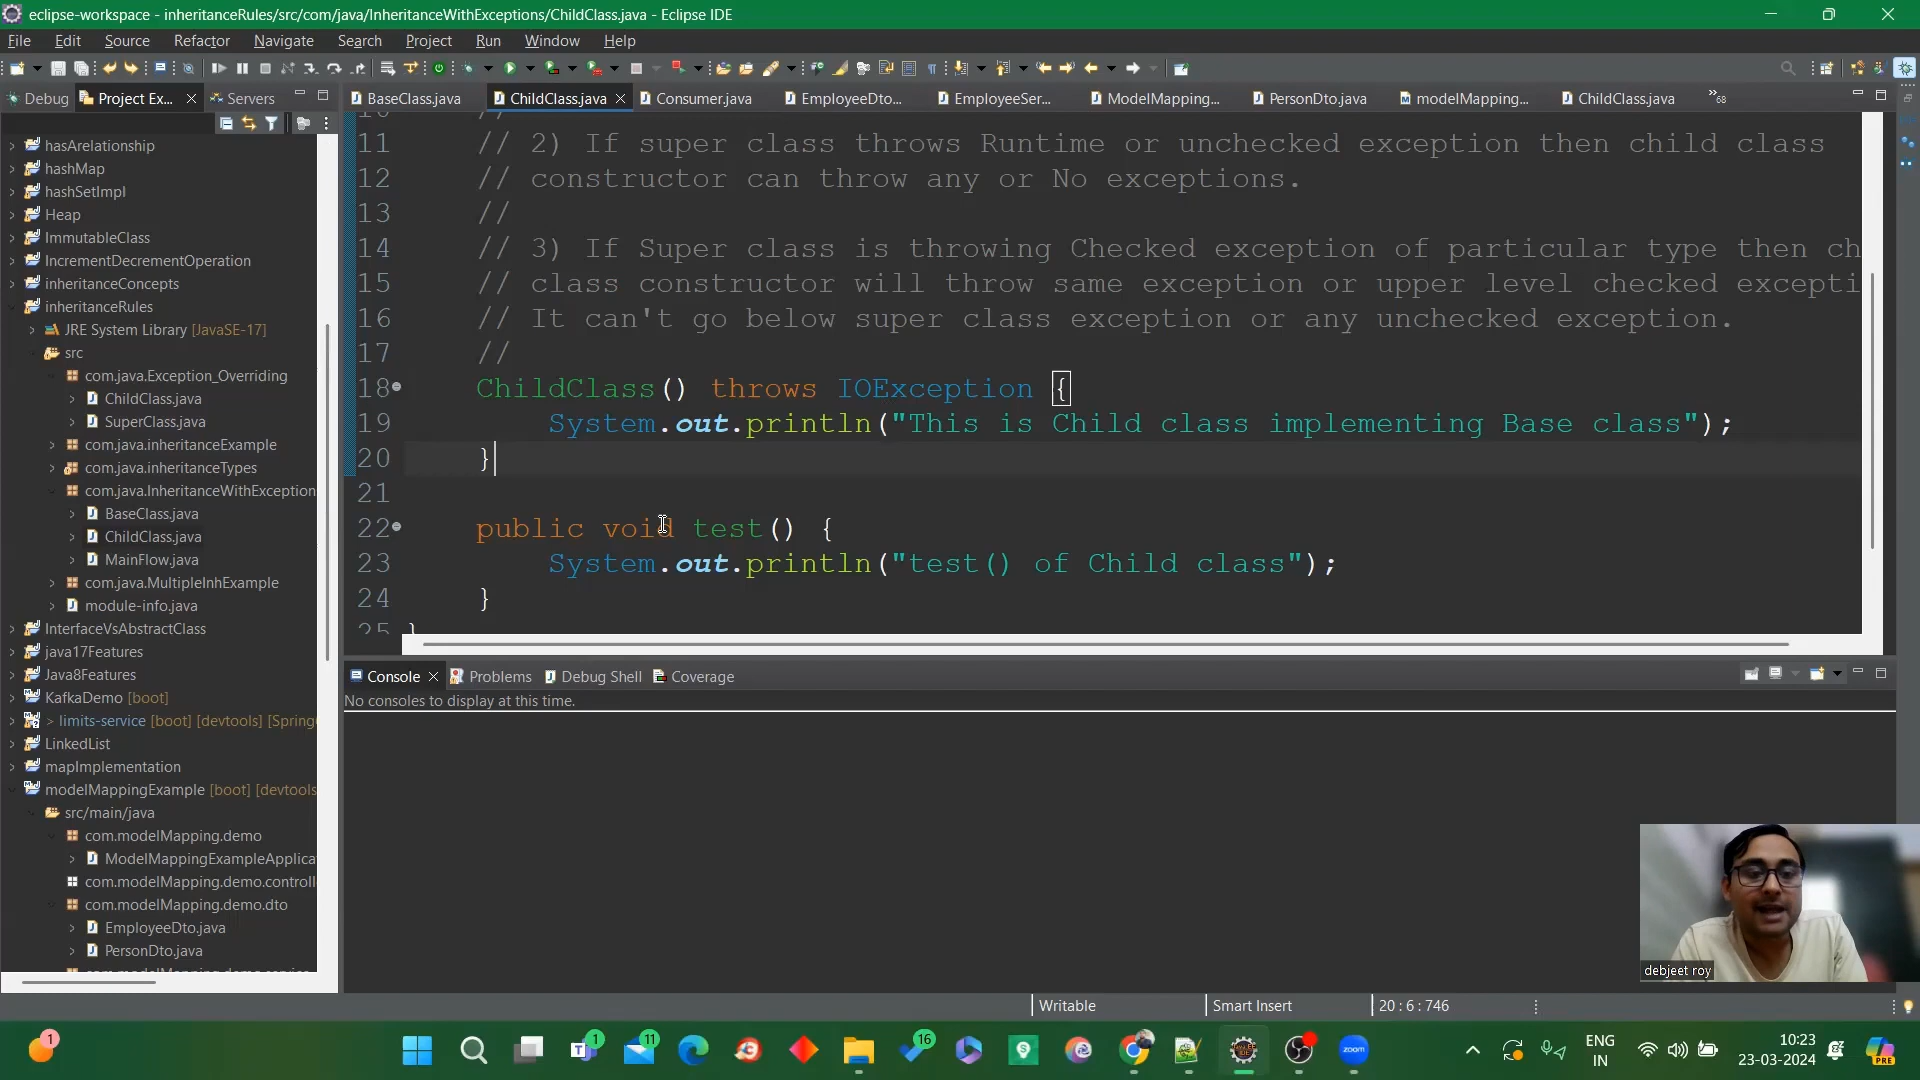 eclipse-workspace - inheritanceRules/src/com/java/InheritanceWithExceptions/ChildClass.java - Eclipse IDE
File Edit Source Refactor Navigate Search Project Run Window Help
Debug Project Ex... Servers
BaseClass.java ChildClass.java Consumer.java EmployeeDto... EmployeeSer... ModelMapping... PersonDto.java modelMapping... ChildClass.java »68
hasArelationship
hashMap
hashSetImpl
Heap
ImmutableClass
IncrementDecrementOperation
inheritanceConcepts
inheritanceRules
JRE System Library [JavaSE-17]
src
com.java.Exception_Overriding
ChildClass.java
SuperClass.java
com.java.inheritanceExample
com.java.inheritanceTypes
com.java.InheritanceWithException
BaseClass.java
ChildClass.java
MainFlow.java
com.java.MultipleInhExample
module-info.java
InterfaceVsAbstractClass
java17Features
Java8Features
KafkaDemo [boot]
> limits-service [boot] [devtools] [Spring
LinkedList
mapImplementation
modelMappingExample [boot] [devtools
src/main/java
com.modelMapping.demo
ModelMappingExampleApplica
com.modelMapping.demo.controll
com.modelMapping.demo.dto
EmployeeDto.java
PersonDto.java
11 // 2) If super class throws Runtime or unchecked exception then child class
12 // constructor can throw any or No exceptions.
13 //
14 // 3) If Super class is throwing Checked exception of particular type then ch
15 // class constructor will throw same exception or upper level checked excepti
16 // It can't go below super class exception or any unchecked exception.
17 //
18 ChildClass() throws IOException {
19 System.out.println("This is Child class implementing Base class");
20 }
21
22 public void test() {
23 System.out.println("test() of Child class");
24 }
25 }
Console Problems Debug Shell Coverage
No consoles to display at this time.
debjeet roy
Writable Smart Insert 20 : 6 : 746
1 1 11 16 zoom
ENG
IN
10:23
23-03-2024
PRE